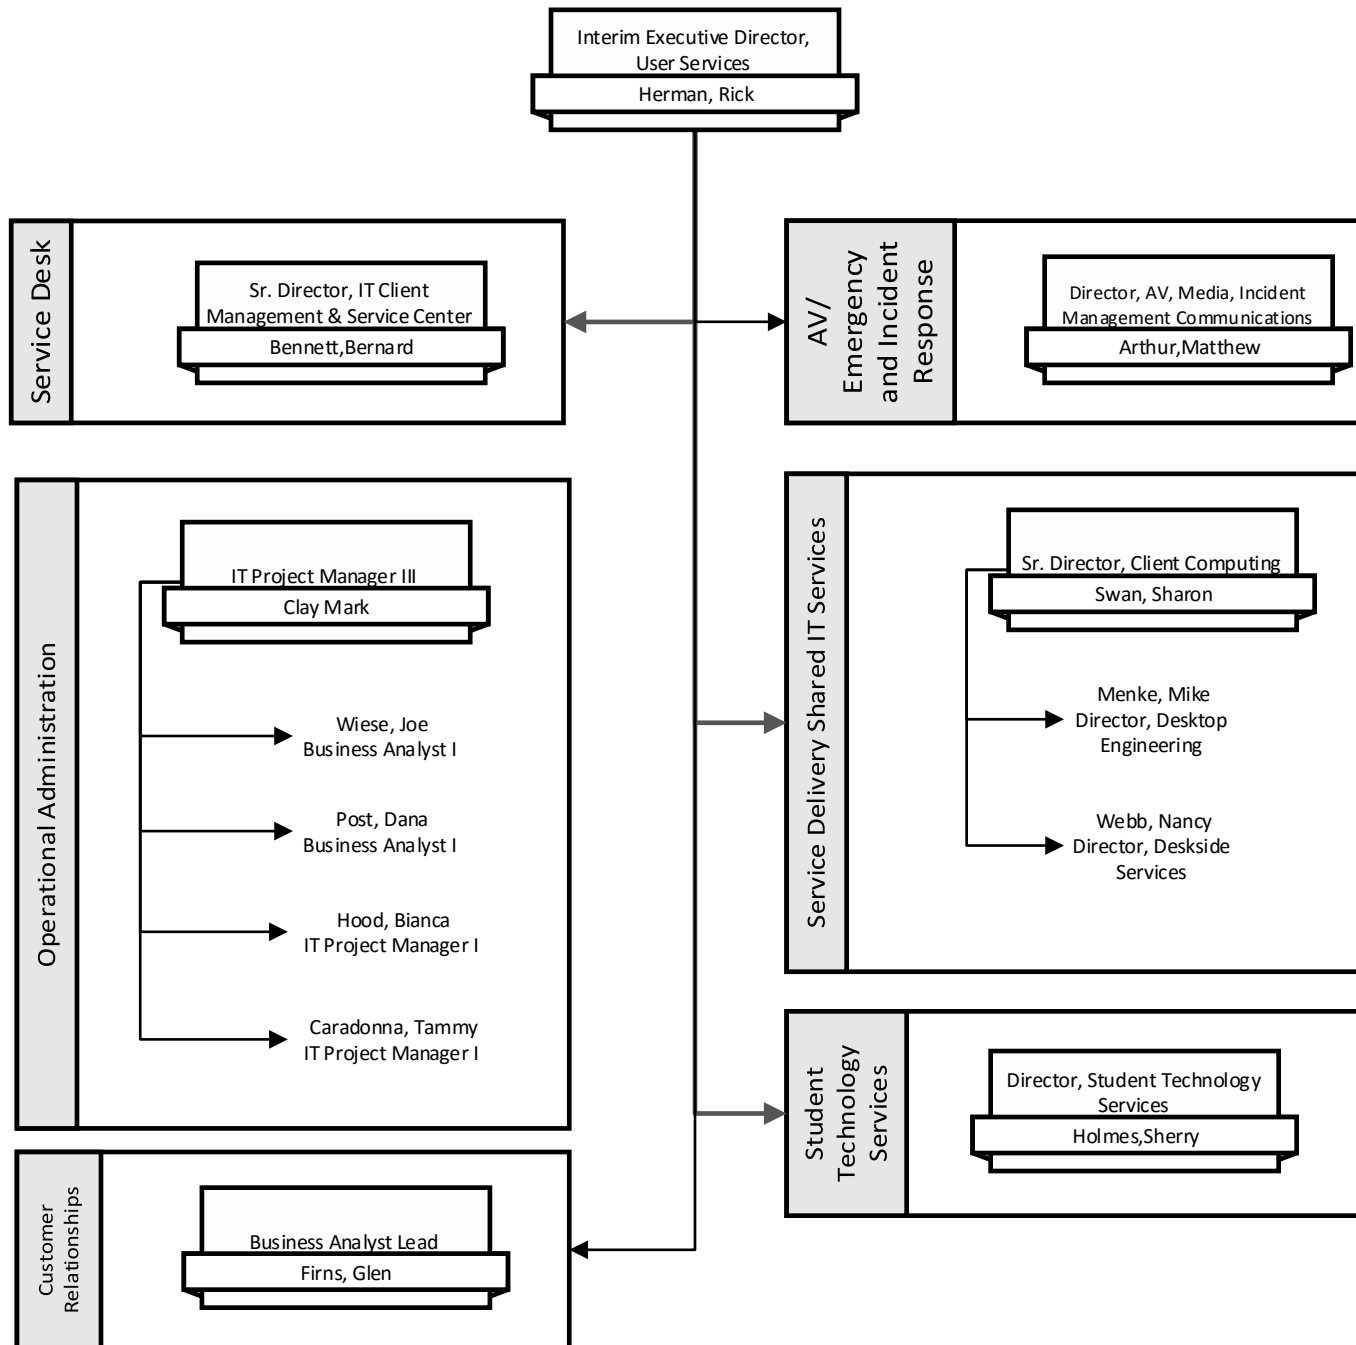 Interim Executive Director,
User Services
Herman, Rick
Service Desk
Sr. Director, IT Client
Management & Service Center
Bennett,Bernard
AV/
Emergency
and Incident
Response
Director, AV, Media, Incident
Management Communications
Arthur,Matthew
Operational Administration
IT Project Manager III
Clay Mark
Wiese, Joe
Business Analyst I
Post, Dana
Business Analyst I
Hood, Bianca
IT Project Manager I
Caradonna, Tammy
IT Project Manager I
Service Delivery Shared IT Services
Sr. Director, Client Computing
Swan, Sharon
Menke, Mike
Director, Desktop
Engineering
Webb, Nancy
Director, Deskside
Services
Student
Technology
Services
Director, Student Technology
Services
Holmes,Sherry
Customer
Relationships
Business Analyst Lead
Firns, Glen